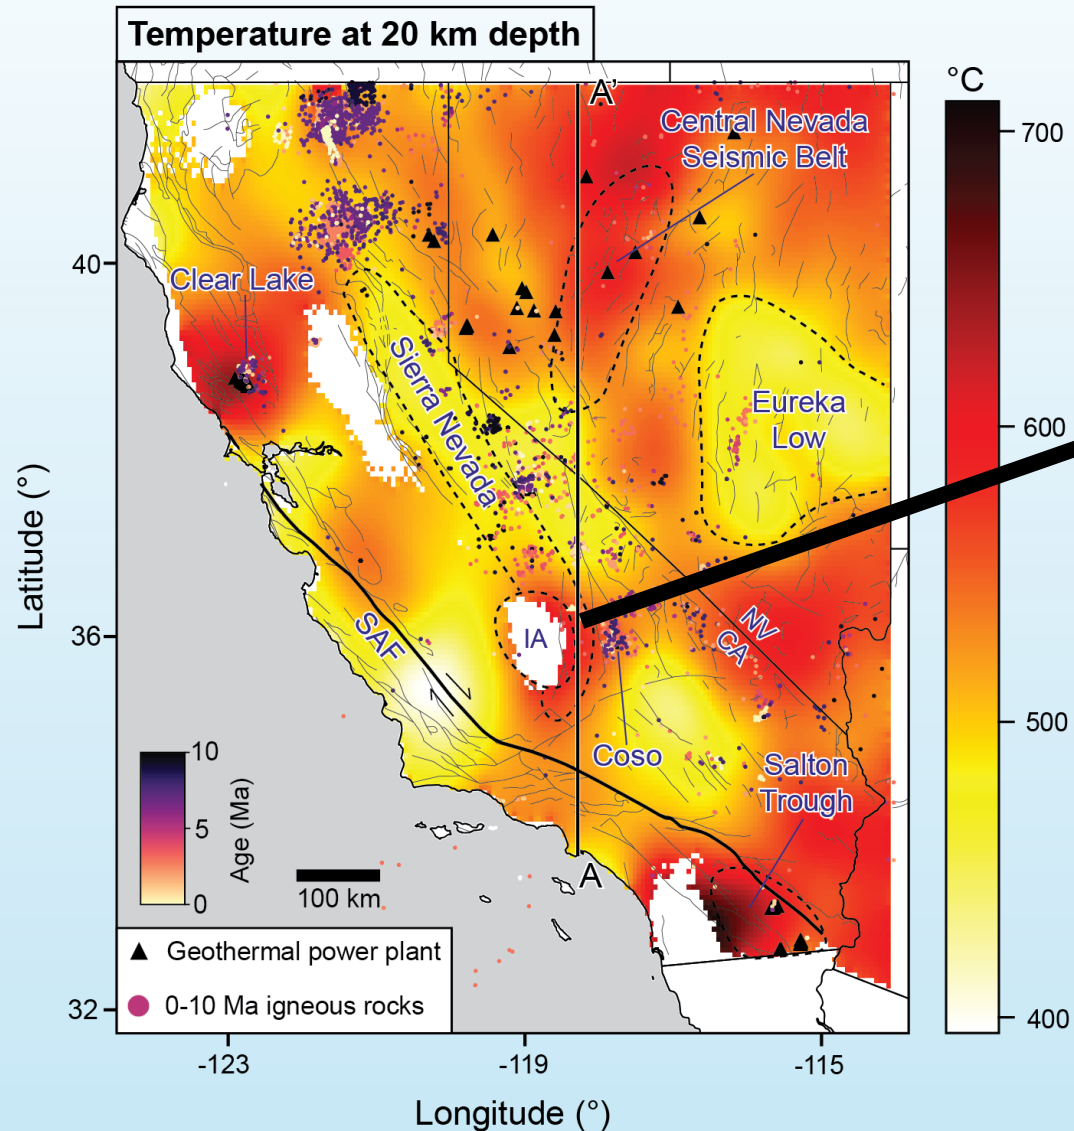 Temperature at 20 km depth
°C
A'
Central Nevada
Seismic Belt
700
40
Clear Lake
Sierra Nevada
Eureka
Low
600
Latitude (°)
36
SAF
IA
NV
CA
500
Coso
Salton
Trough
10
5
0
Age (Ma)
100 km
A
Geothermal power plant
0-10 Ma igneous rocks
32
400
-123
-119
-115
Longitude (°)